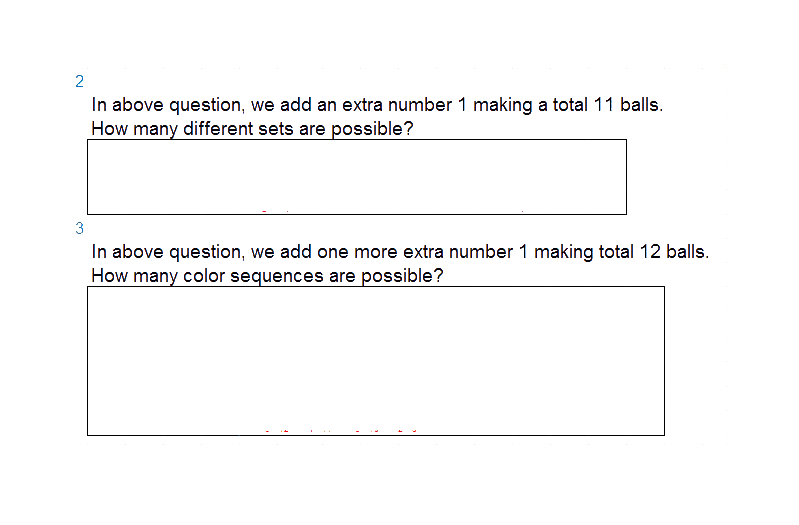 2
In above question, we add an extra number 1 making a total 11 balls.
How many different sets are possible?
3
In above question, we add one more extra number 1 making total 12 balls.
How many color sequences are possible?